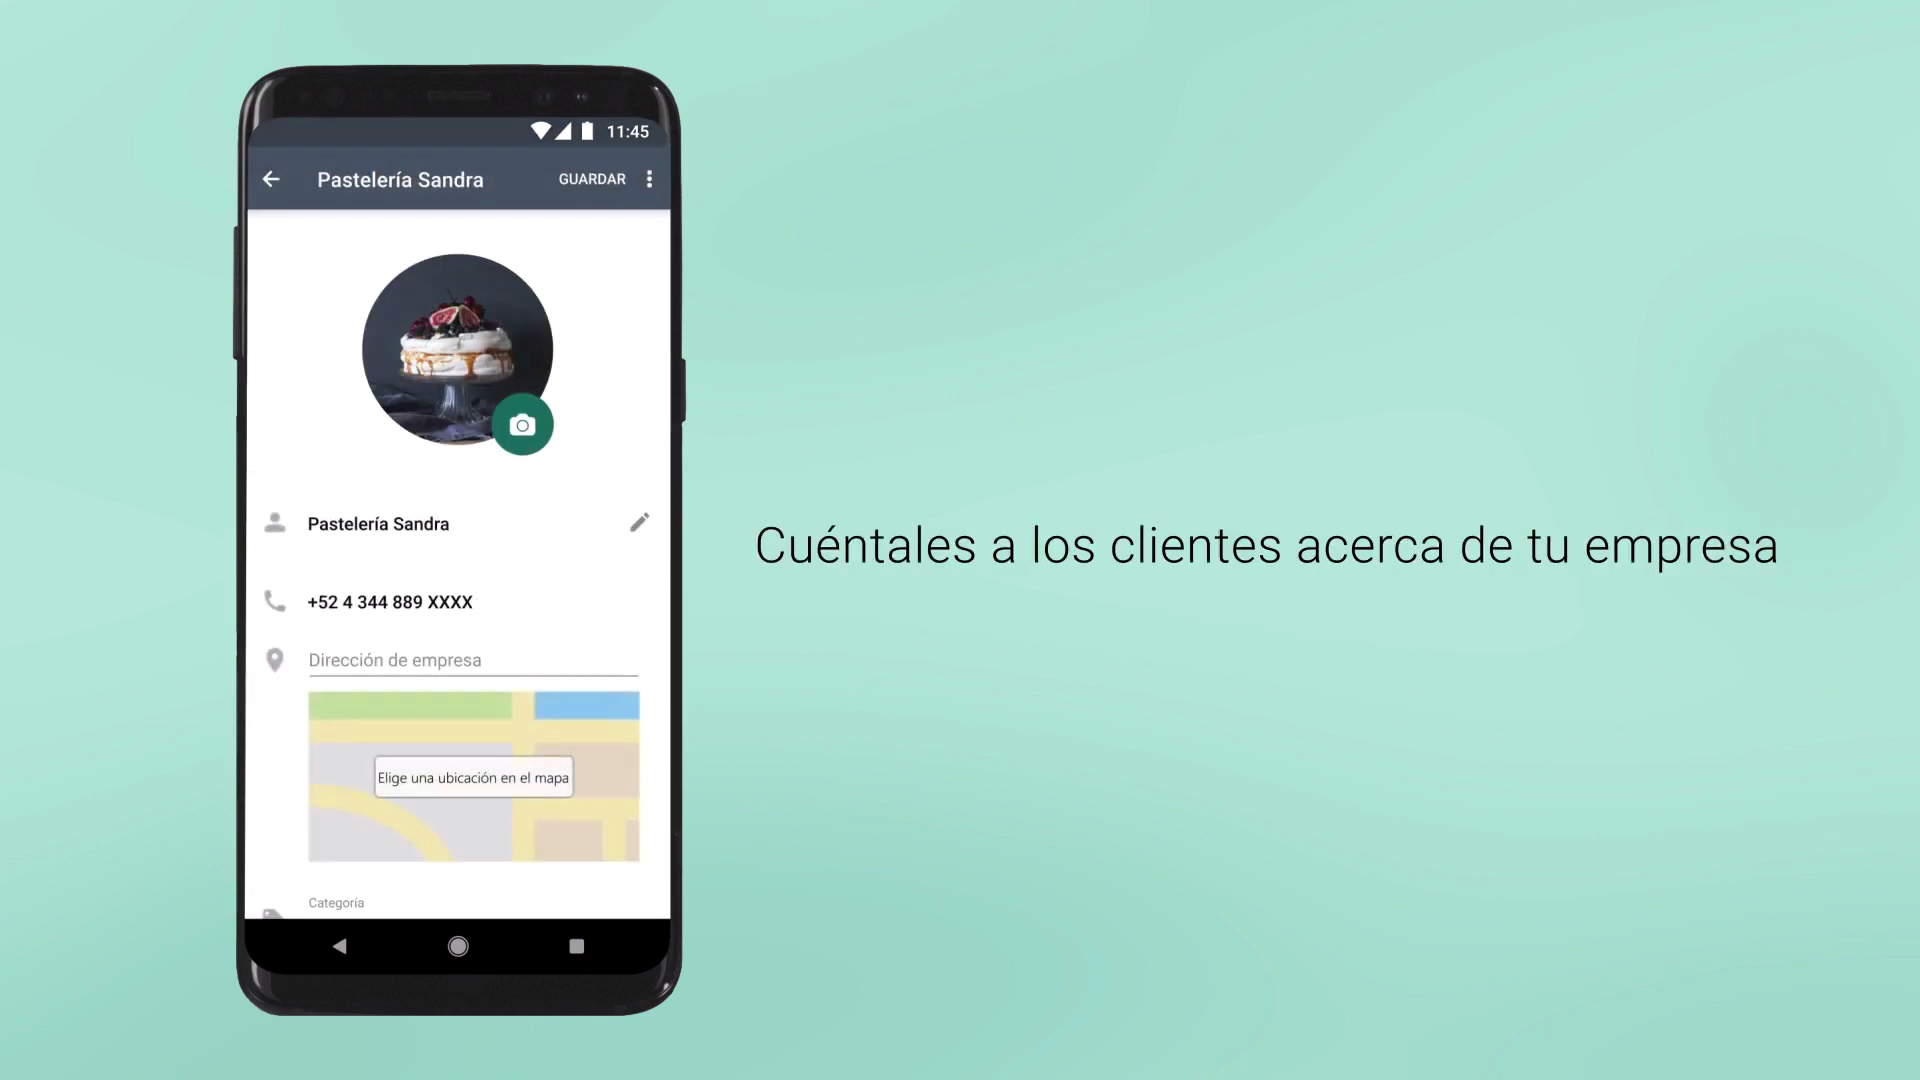 11:45
Pastelería Sandra GUARDAR
Pastelería Sandra
+52 4 344 889 XXXX
Dirección de empresa
Elige una ubicación en el mapa
Categoría
Cuéntales a los clientes acerca de tu empresa